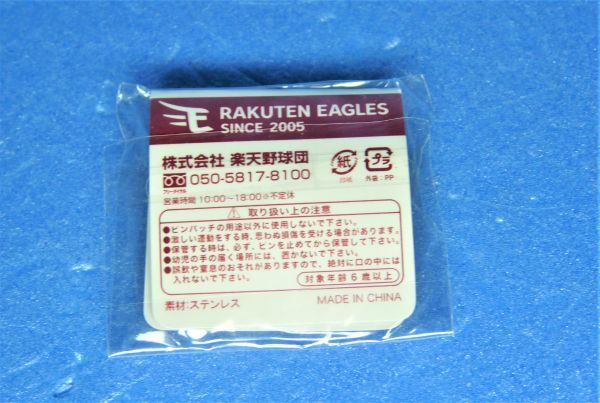 RAKUTEN EAGLES
SINCE 2005
株式会社 楽天野球団
フリーダイヤル 050-5817-8100
営業時間 10:00～18:00※不定休
紙
台紙
プラ
外袋:PP
取り扱い上の注意
●ピンバッチの用途以外に使用しないで下さい。
●激しい運動をする時、思わぬ損傷を受ける場合があります。
●保管する時は、必ず、ピンを止めてから保管して下さい。
●幼児の手の届く場所には、置かないで下さい。
●誤飲や窒息のおそれがありますので、絶対に口の中には
入れないで下さい。
対象年齢6歳以上
素材:ステンレス
MADE IN CHINA